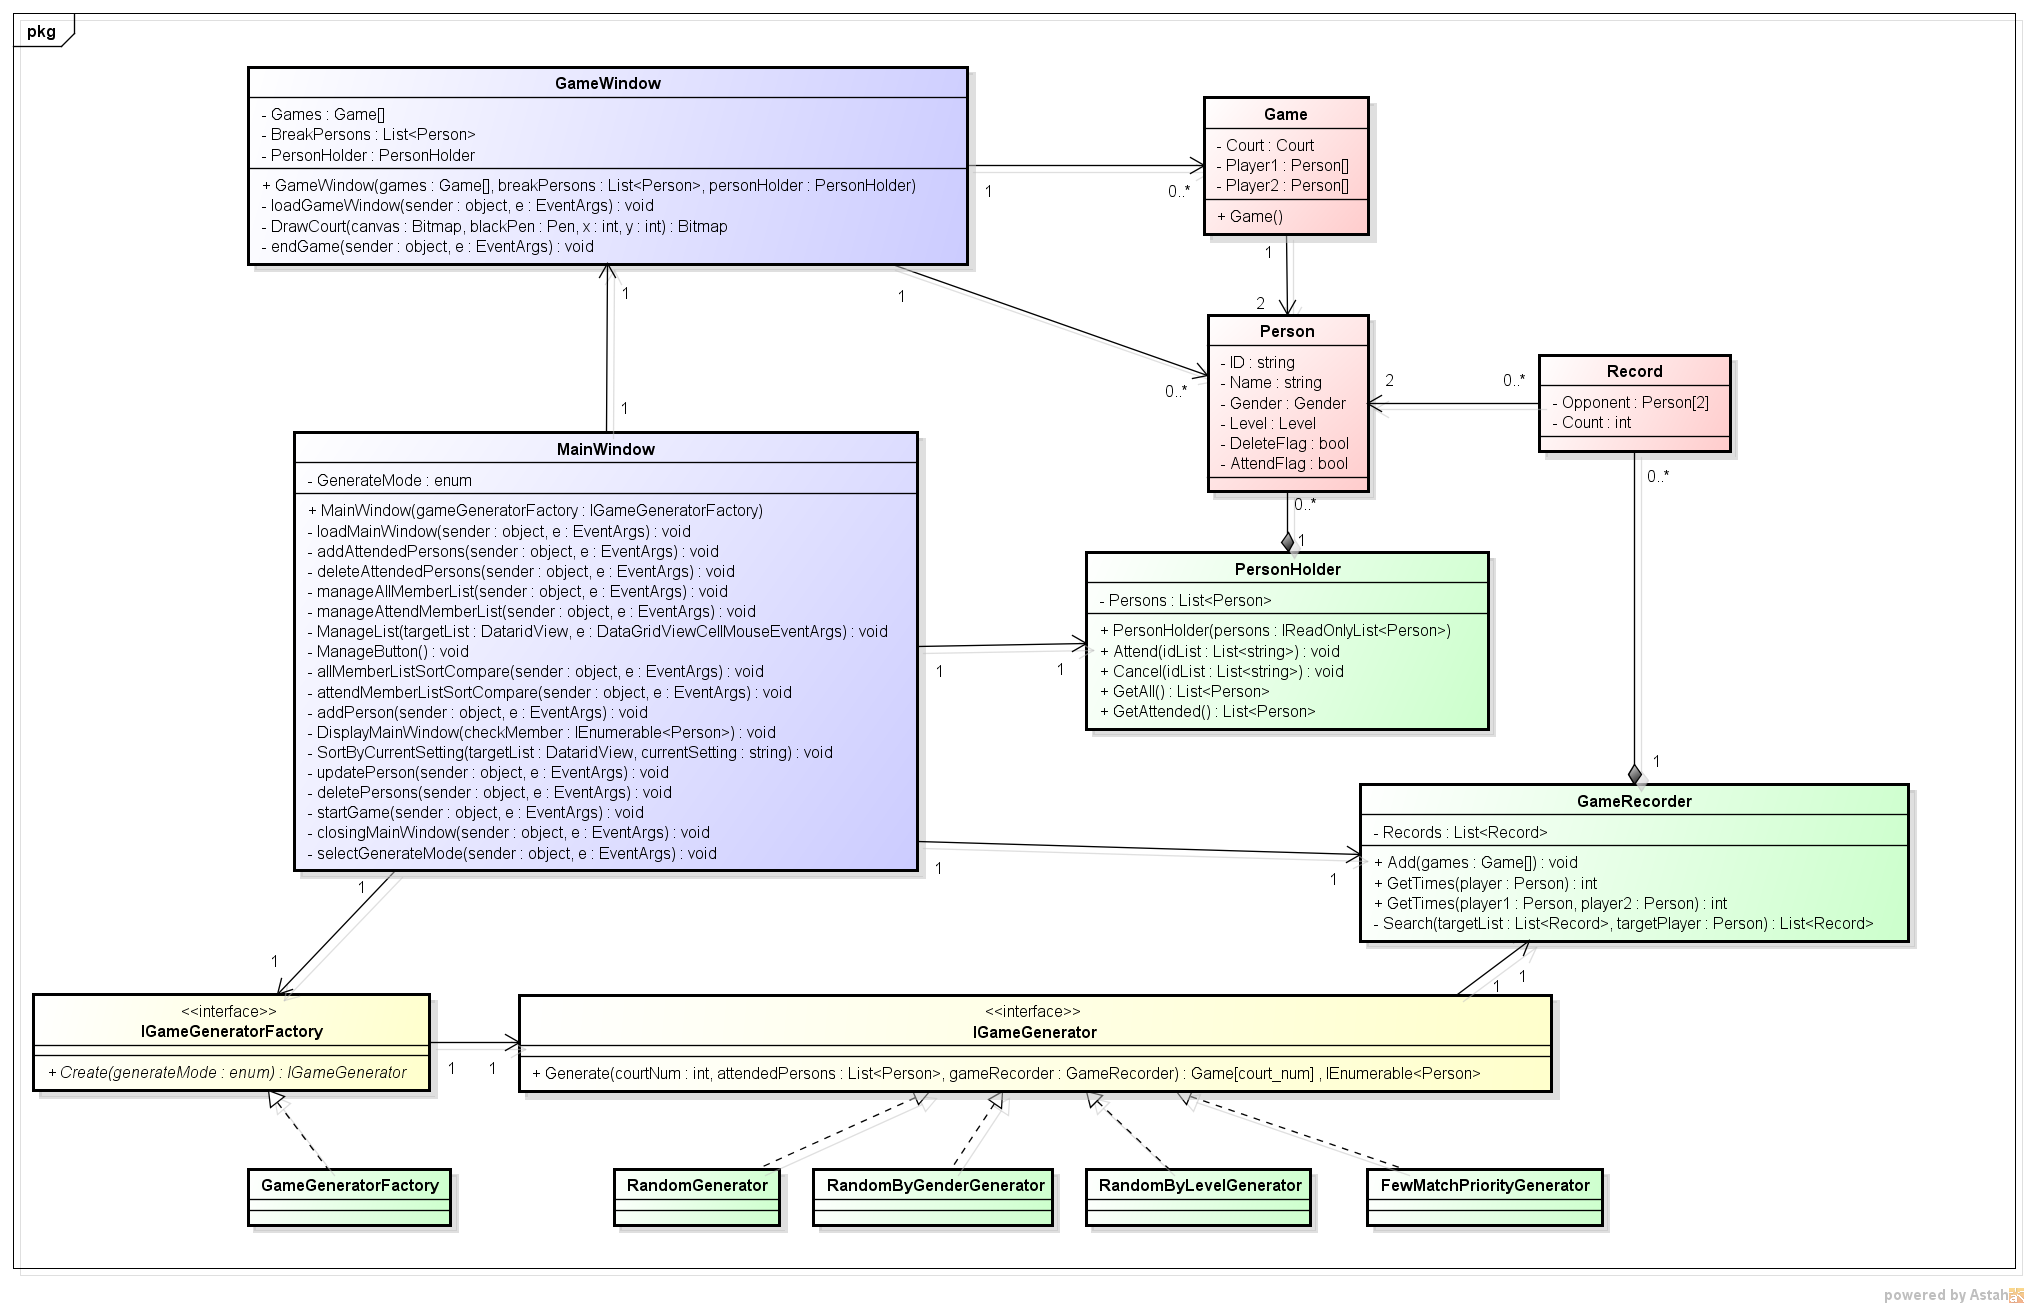 pkg
GameWindow
- Games : Game[]
- BreakPersons : List<Person>
- PersonHolder : PersonHolder
+ GameWindow(games : Game[], breakPersons : List<Person>, personHolder : PersonHolder)
- loadGameWindow(sender : object, e : EventArgs) : void
- DrawCourt(canvas : Bitmap, blackPen : Pen, x : int, y : int) : Bitmap
- endGame(sender : object, e : EventArgs) : void
1
0..*
Game
- Court : Court
- Player1 : Person[]
- Player2 : Person[]
+ Game()
1
2
1
0..*
1
1
Person
- ID : string
- Name : string
- Gender : Gender
- Level : Level
- DeleteFlag : bool
- AttendFlag : bool
2
0..*
Record
- Opponent : Person[2]
- Count : int
0..*
1
0..*
1
MainWindow
- GenerateMode : enum
+ MainWindow(gameGeneratorFactory : IGameGeneratorFactory)
- loadMainWindow(sender : object, e : EventArgs) : void
- addAttendedPersons(sender : object, e : EventArgs) : void
- deleteAttendedPersons(sender : object, e : EventArgs) : void
- manageAllMemberList(sender : object, e : EventArgs) : void
- manageAttendMemberList(sender : object, e : EventArgs) : void
- ManageList(targetList : DataridView, e : DataGridViewCellMouseEventArgs) : void
- ManageButton() : void
- allMemberListSortCompare(sender : object, e : EventArgs) : void
- attendMemberListSortCompare(sender : object, e : EventArgs) : void
- addPerson(sender : object, e : EventArgs) : void
- DisplayMainWindow(checkMember : IEnumerable<Person>) : void
- SortByCurrentSetting(targetList : DataridView, currentSetting : string) : void
- updatePerson(sender : object, e : EventArgs) : void
- deletePersons(sender : object, e : EventArgs) : void
- startGame(sender : object, e : EventArgs) : void
- closingMainWindow(sender : object, e : EventArgs) : void
- selectGenerateMode(sender : object, e : EventArgs) : void
1
1
PersonHolder
- Persons : List<Person>
+ PersonHolder(persons : IReadOnlyList<Person>)
+ Attend(idList : List<string>) : void
+ Cancel(idList : List<string>) : void
+ GetAll() : List<Person>
+ GetAttended() : List<Person>
1
1
GameRecorder
- Records : List<Record>
+ Add(games : Game[]) : void
+ GetTimes(player : Person) : int
+ GetTimes(player1 : Person, player2 : Person) : int
- Search(targetList : List<Record>, targetPlayer : Person) : List<Record>
1
1
1
1
<<interface>>
IGameGeneratorFactory
+ Create(generateMode : enum) : IGameGenerator
1
1
<<interface>>
IGameGenerator
+ Generate(courtNum : int, attendedPersons : List<Person>, gameRecorder : GameRecorder) : Game[court_num] , IEnumerable<Person>
GameGeneratorFactory
RandomGenerator
RandomByGenderGenerator
RandomByLevelGenerator
FewMatchPriorityGenerator
powered by Astah